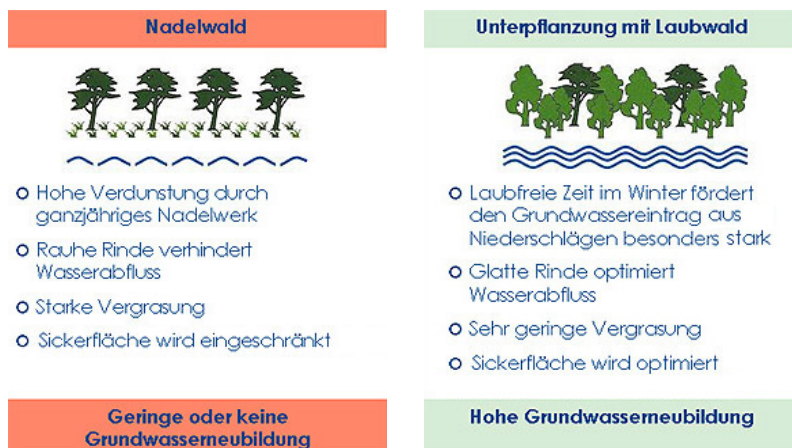 Nadelwald
Hohe Verdunstung durch
ganzjähriges Nadelwerk
Rauhe Rinde verhindert
Wasserabfluss
Starke Vergrasung
Sickerfläche wird eingeschränkt
Geringe oder keine
Grundwasserneubildung
Unterpflanzung mit Laubwald
Laubfreie Zeit im Winter fördert
den Grundwassereintrag aus
Niederschlägen besonders stark
Glatte Rinde optimiert
Wasserabfluss
Sehr geringe Vergrasung
Sickerfläche wird optimiert
Hohe Grundwasserneubildung